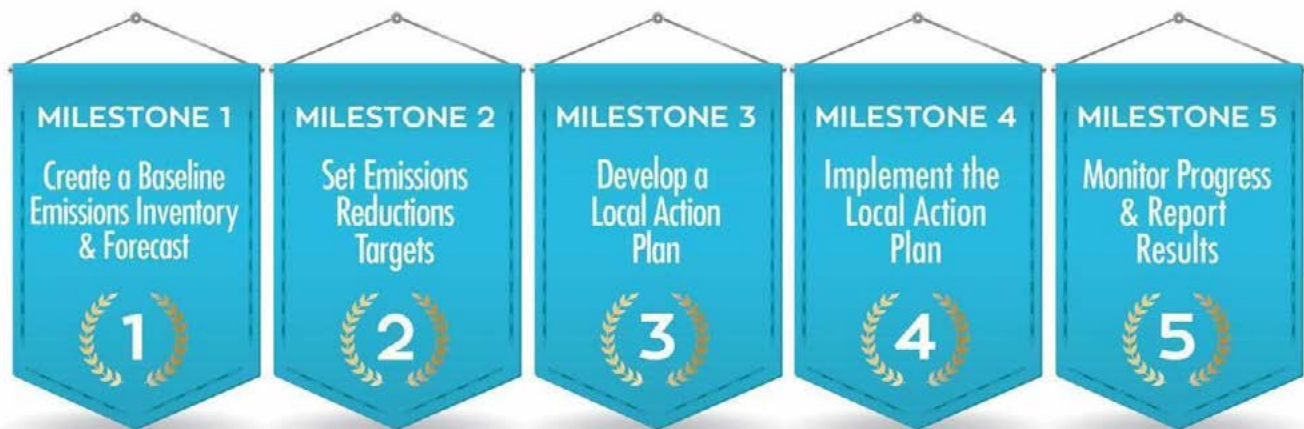 MILESTONE 1
Create a Baseline
Emissions Inventory
& Forecast
1
MILESTONE 2
Set Emissions
Reductions
Targets
2
MILESTONE 3
Develop a
Local Action
Plan
3
MILESTONE 4
Implement the
Local Action
Plan
4
MILESTONE 5
Monitor Progress
& Report
Results
5